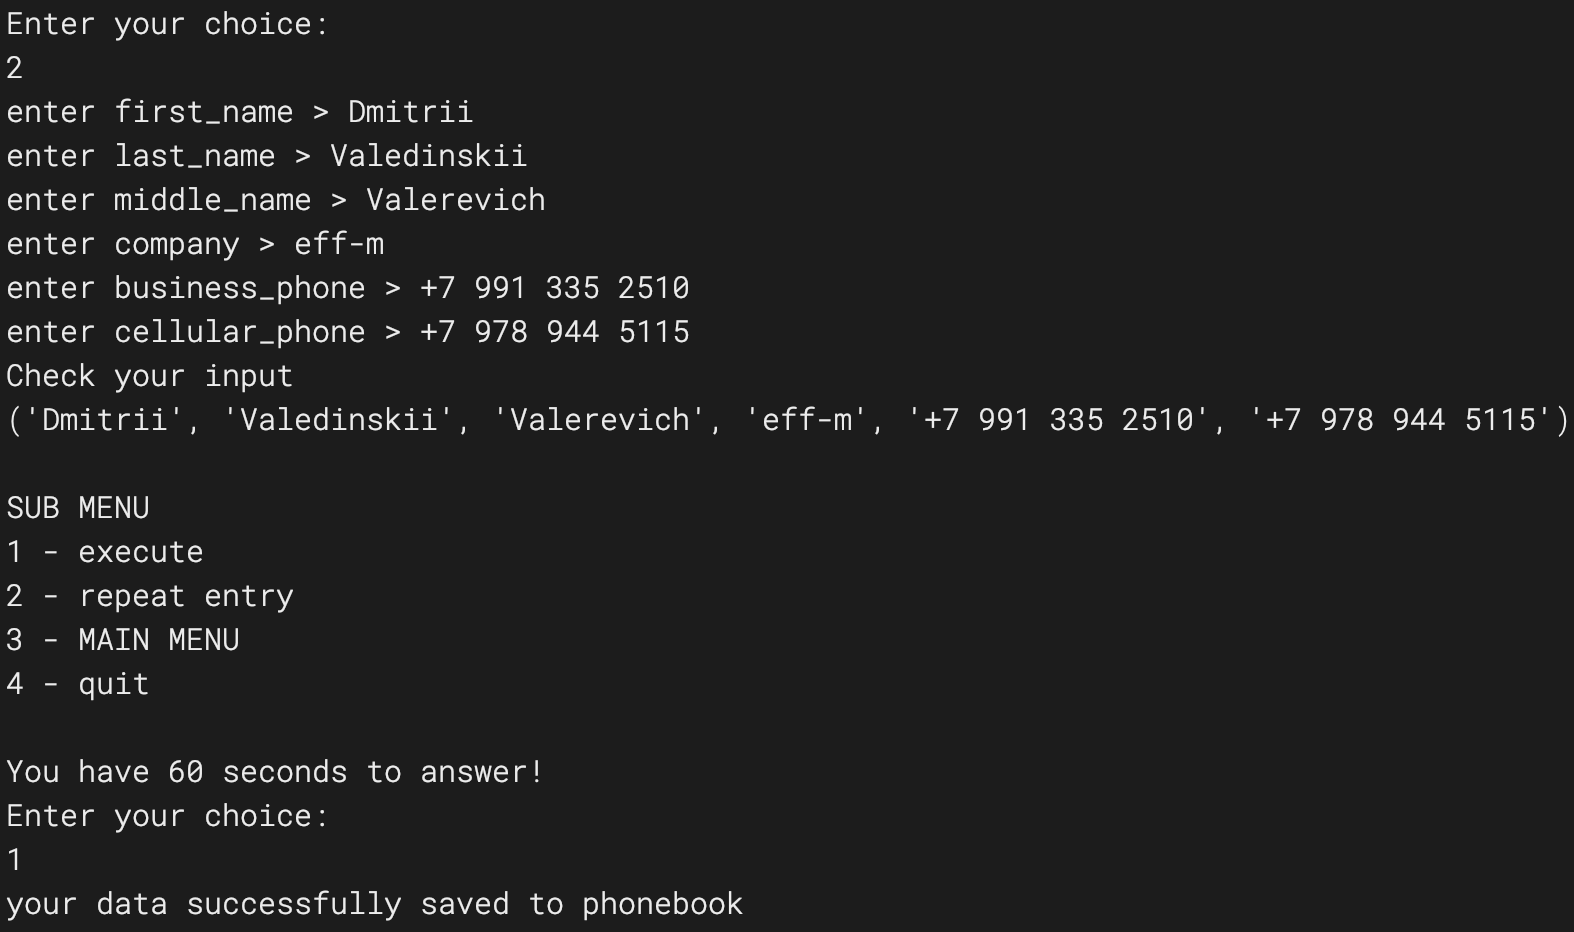 Enter your choice:
2
enter first_name > Dmitrii
enter last_name > Valedinskii
enter middle_name > Valerevich
enter company > eff-m
enter business_phone > +7 991 335 2510
enter cellular_phone > +7 978 944 5115
Check your input
('Dmitrii', 'Valedinskii', 'Valerevich', 'eff-m', '+7 991 335 2510', '+7 978 944 5115')
SUB MENU
1 - execute
2 - repeat entry
3 - MAIN MENU
4 - quit
You have 60 seconds to answer!
Enter your choice:
1
your data successfully saved to phonebook